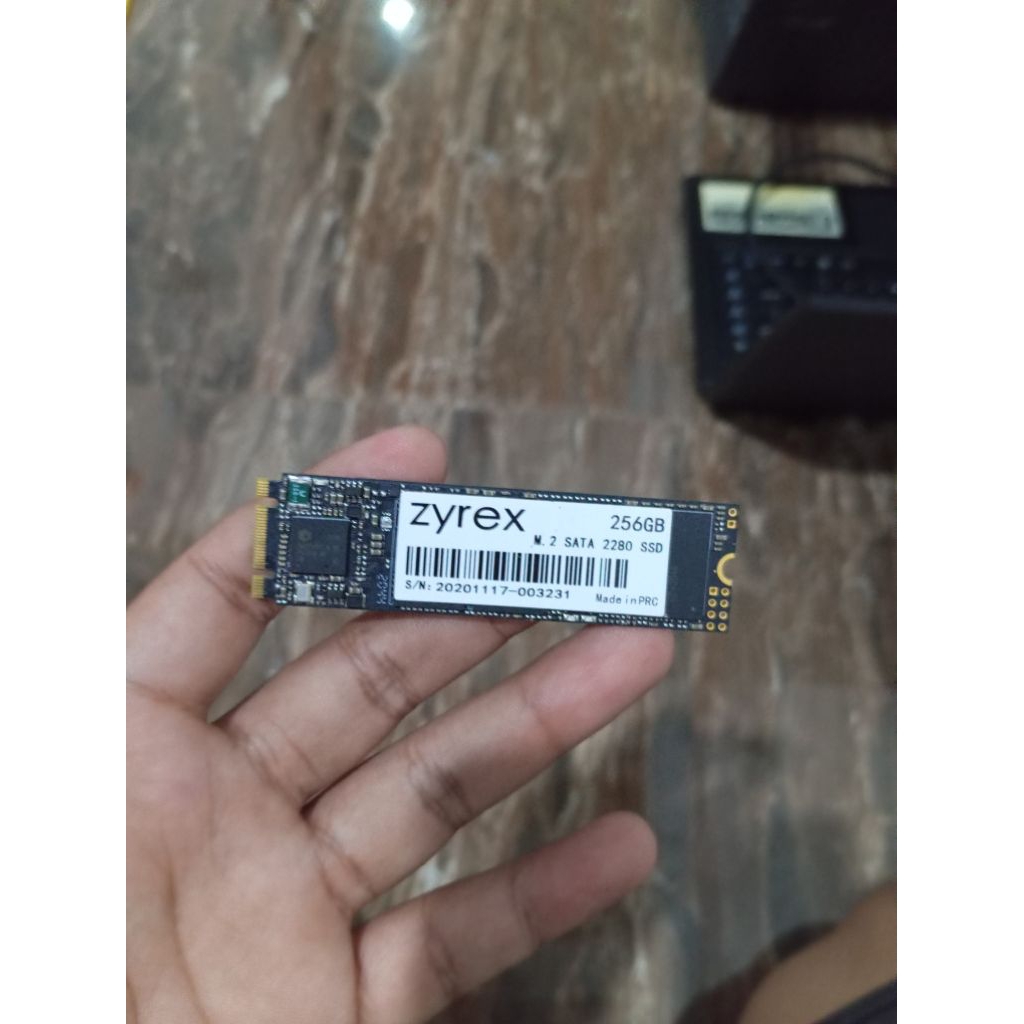 zyrex
256GB
M.2 SATA 2280 SSD
S/N: 20201117-003231
Made in PRC